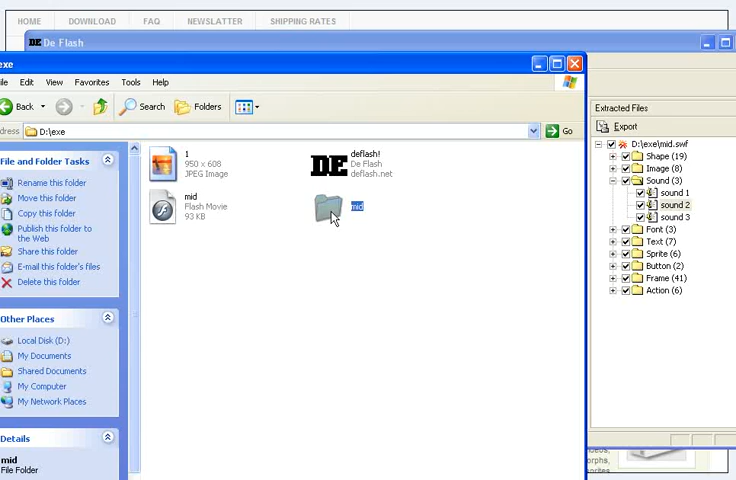 HOME
DOWNLOAD
FAQ
NEWSLETTER
SHIPPING RATES
DE De Flash
exe
Edit
View
Favorites
Tools
Help
Back
Search
Folders
dress
D:\exe
Go
File and Folder Tasks
Rename this folder
Move this folder
Copy this folder
Publish this folder to
the Web
Share this folder
E-mail this folder's files
Delete this folder
Other Places
Local Disk (D:)
My Documents
Shared Documents
My Computer
My Network Places
Details
mid
File Folder
1
950 x 608
JPEG Image
DE
deflash!
De Flash
deflash.net
mid
Flash Movie
93 KB
mid
Extracted Files
Export
D:\exe\mid.swf
Shape (19)
Image (8)
Sound (3)
sound 1
sound 2
sound 3
Font (3)
Text (7)
Sprite (6)
Button (2)
Frame (41)
Action (6)